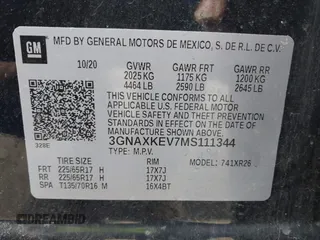 GM
MFD BY GENERAL MOTORS DE MEXICO, S. DE R.L. DE C.V.
10/20 GVWR GAWR FRT GAWR RR
2025 KG 1175 KG 1200 KG
4464 LB 2590 LB 2645 LB
THIS VEHICLE CONFORMS TO ALL APPLICABLE
U.S. FEDERAL MOTOR VEHICLE SAFETY,
BUMPER, AND THEFT PREVENTION STANDARDS
IN EFFECT ON THE DATE OF
MANUFACTURE SHOWN ABOVE.
3GNAXKEV7MS111344
TYPE: M.P.V. MODEL: 741XR26
TIRE SIZE RIM
FRT 225/65R17 H 17X7J
RR 225/65R17 H 17X7J
SPA T135/70R16 M 16X4BT
EPICBID